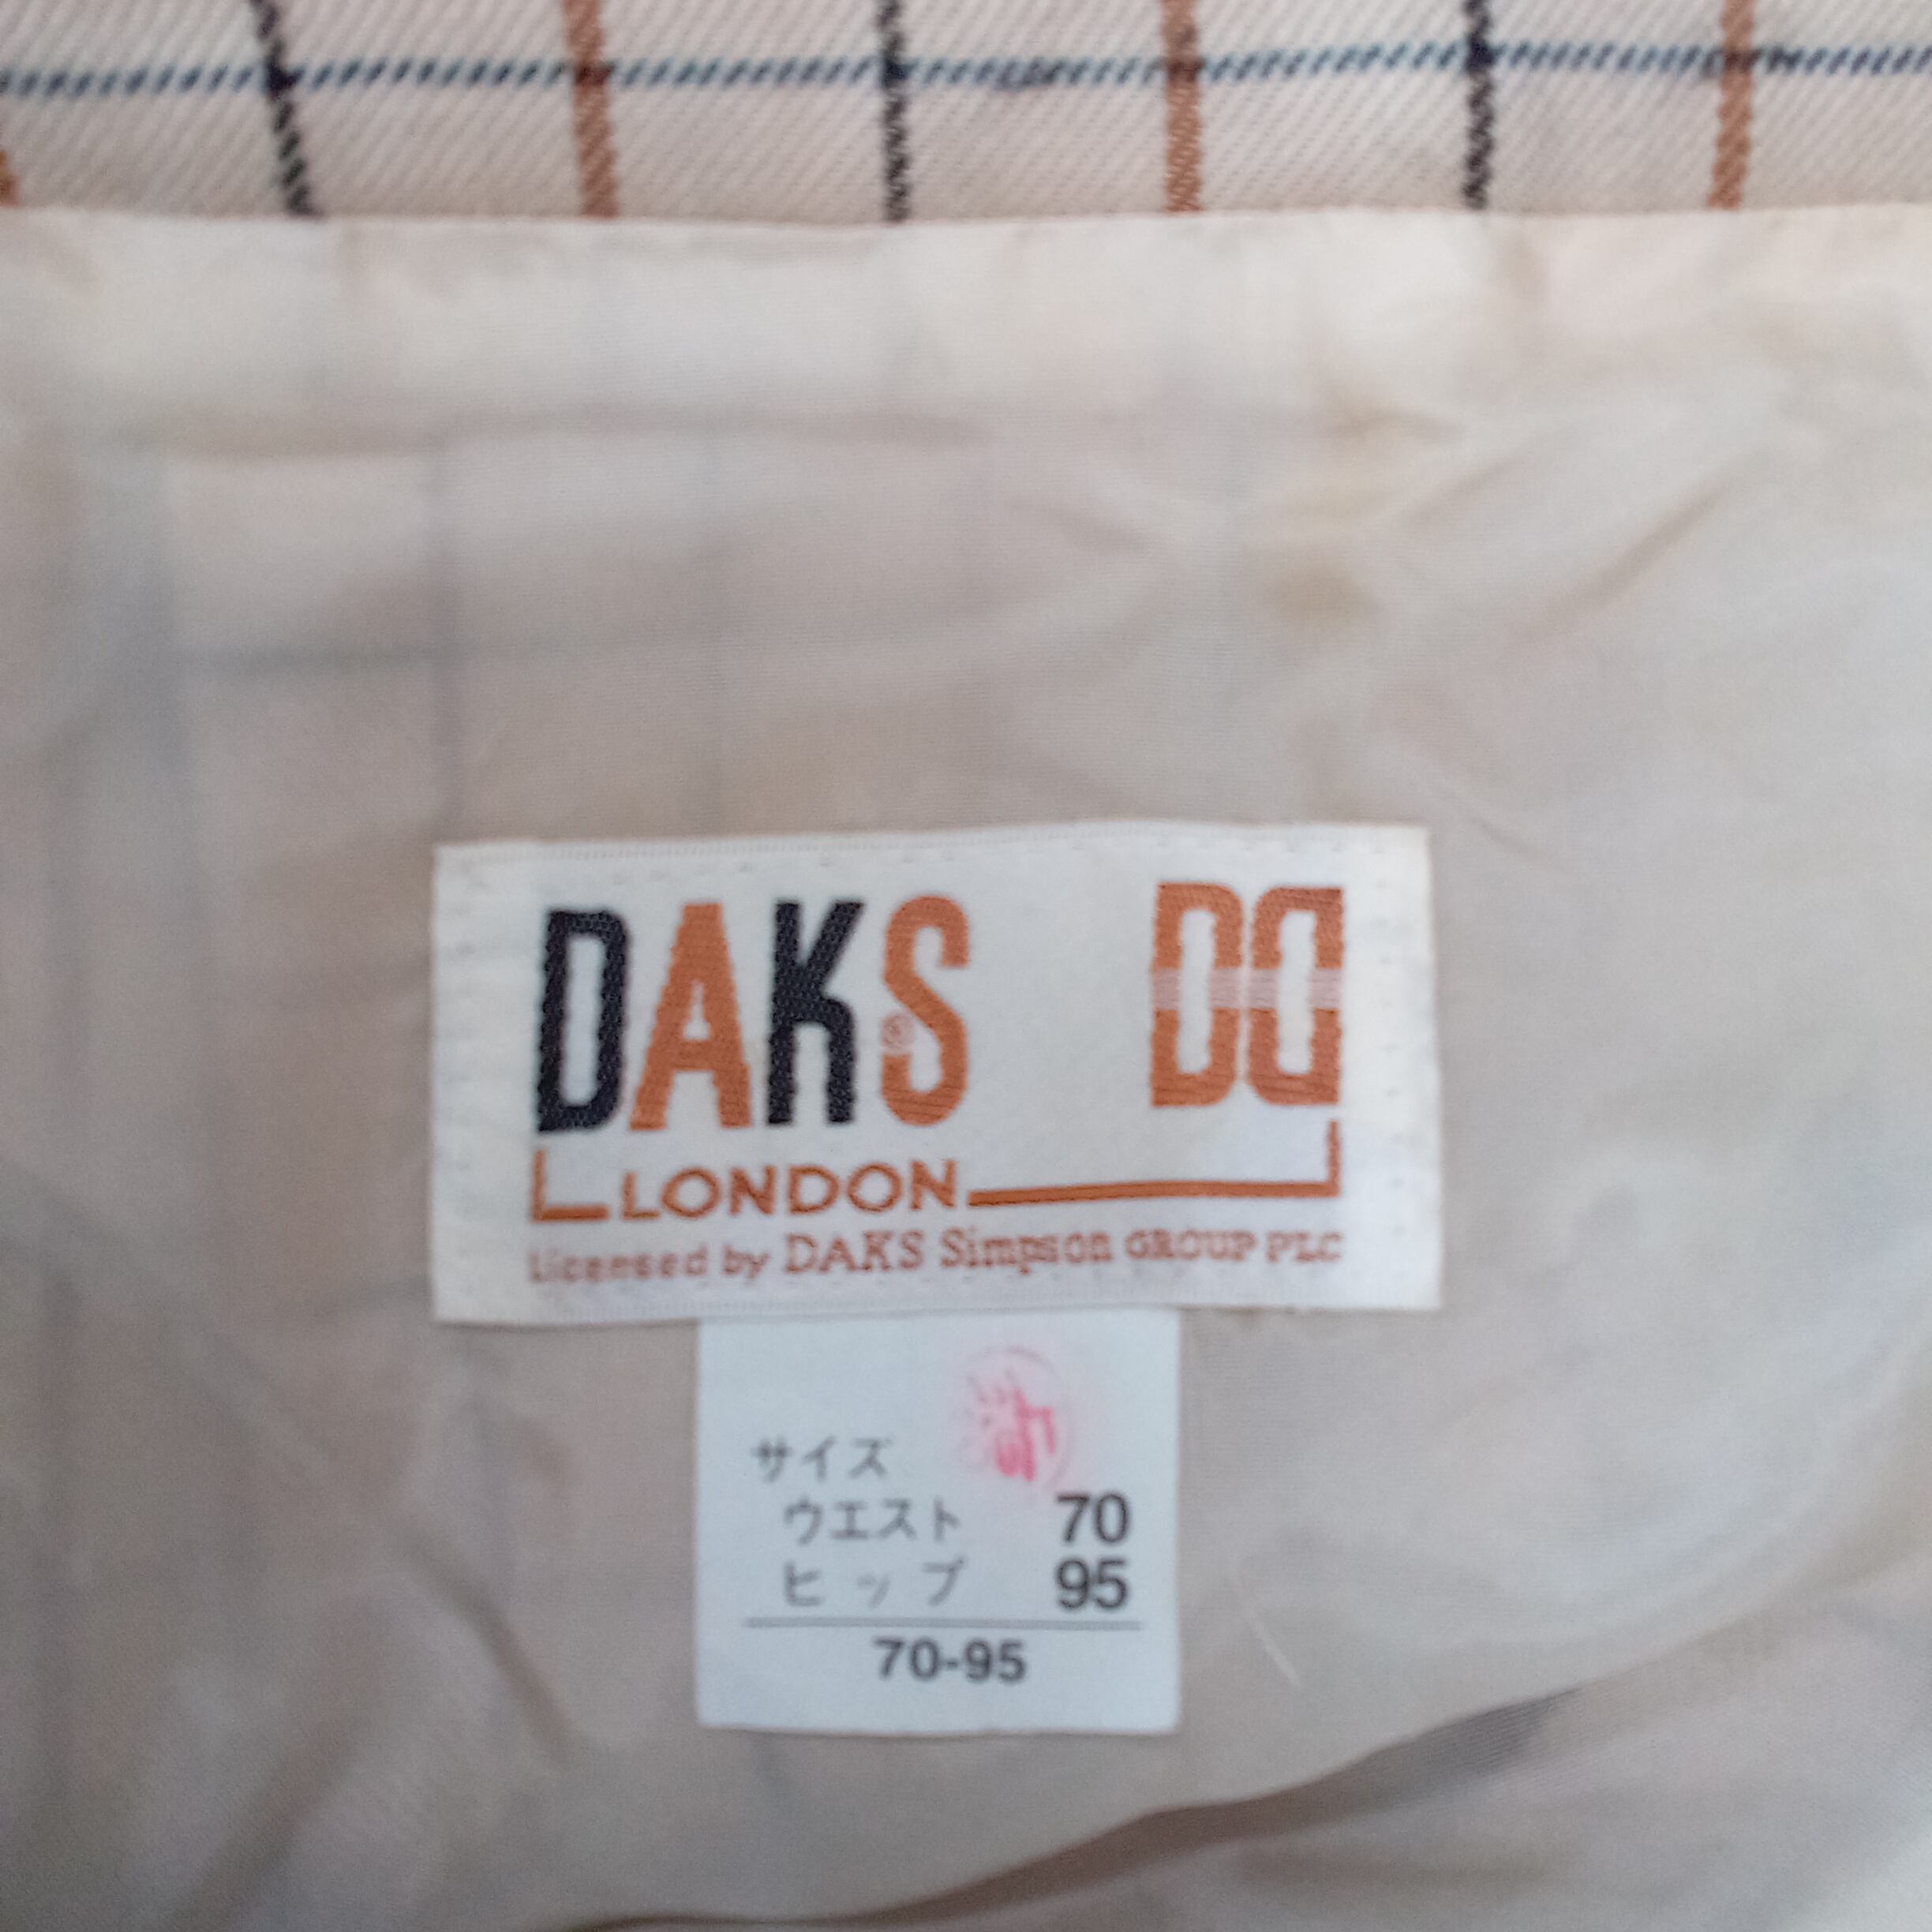 DAKS® DD
LONDON
Licensed by DAKS Simpson GROUP PLC
サイズ
ウエスト 70
ヒップ 95
70-95